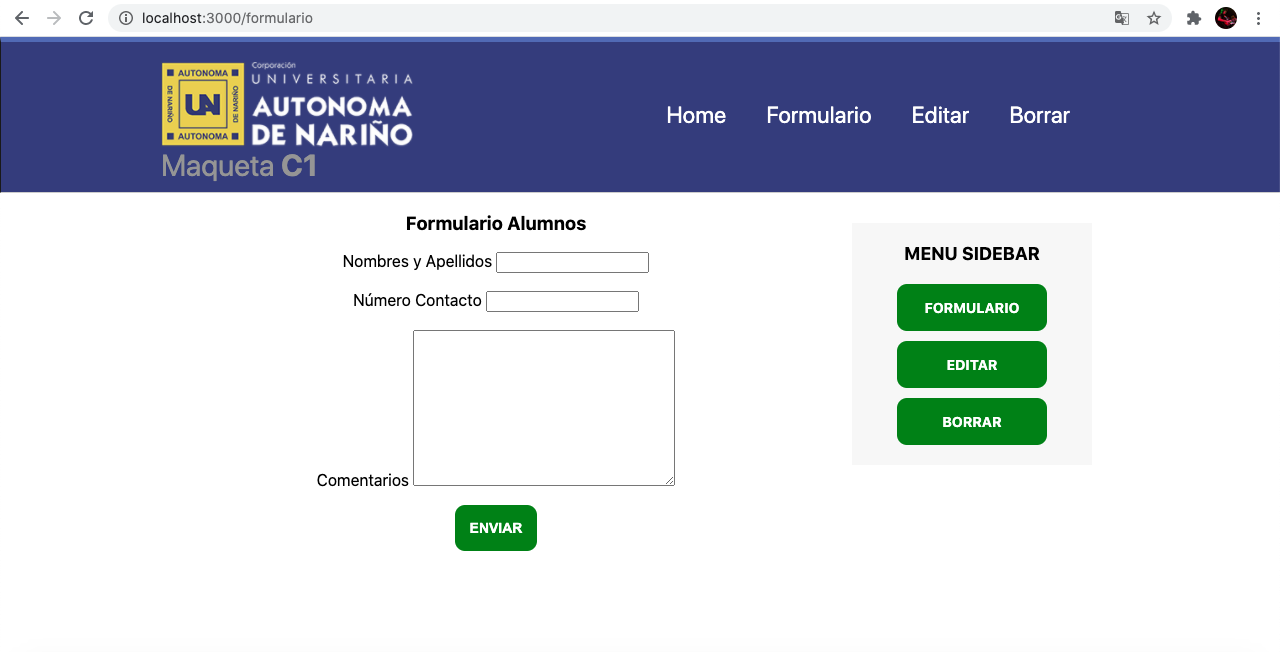 localhost:3000/formulario
AUTONOMA
DE NARIÑO
UN
DE NARIÑO
AUTONOMA
Corporación
UNIVERSITARIA
AUTONOMA
DE NARIÑO
Maqueta C1
Home Formulario Editar Borrar
Formulario Alumnos
Nombres y Apellidos
Número Contacto
Comentarios
ENVIAR
MENU SIDEBAR
FORMULARIO
EDITAR
BORRAR